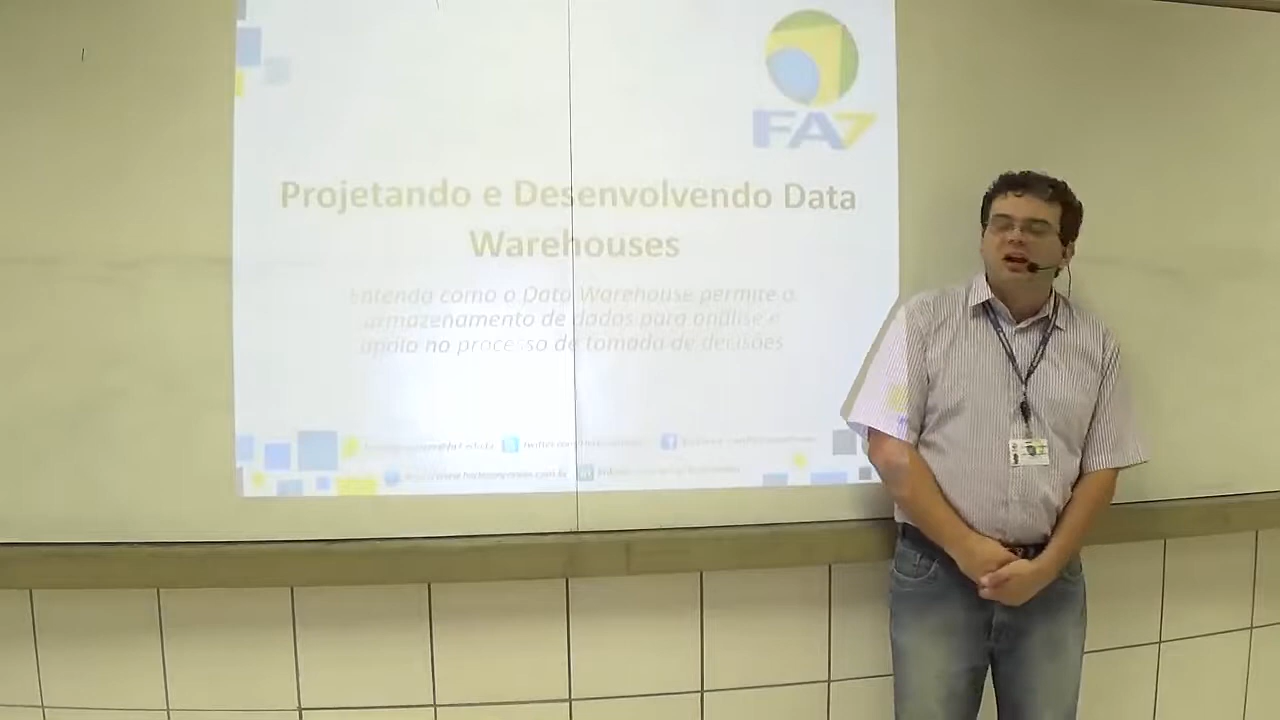 FA7
Projetando e Desenvolvendo Data
Warehouses
Entenda como o Data Warehouse permite o
armazenamento de dados para análise e
apoio no processo de tomada de decisões